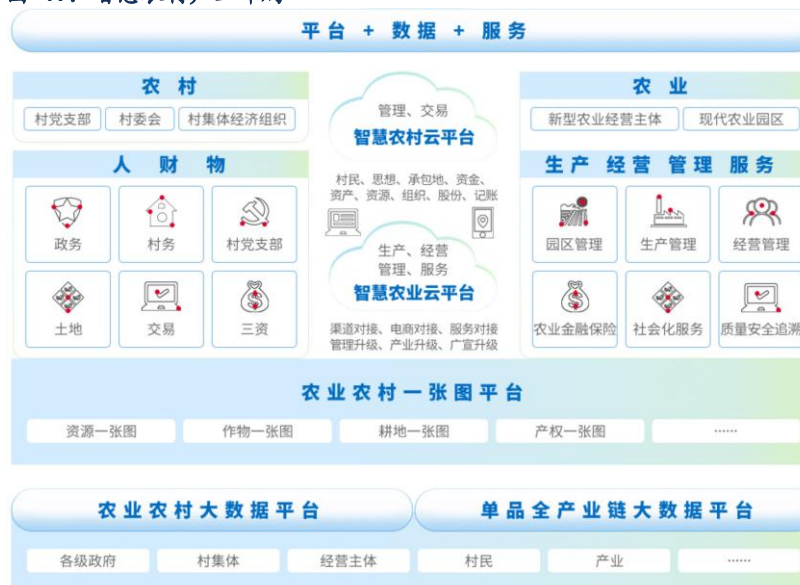 平台 + 数据 + 服务
农 村
村党支部 村委会 村集体经济组织
人 财 物
政务 村务 村党支部
土地 交易 三资
管理、交易
智慧农村云平台
村民、思想、承包地、资金、
资产、资源、组织、股份、记账
生产、经营
管理、服务
智慧农业云平台
渠道对接、电商对接、服务对接
管理升级、产业升级、广宣升级
农 业
新型农业经营主体 现代农业园区
生产 经营 管理 服务
园区管理 生产管理 经营管理
农业金融保险 社会化服务 质量安全追溯
农业农村一张图平台
资源一张图 作物一张图 耕地一张图 产权一张图 ······
农业农村大数据平台 单品全产业链大数据平台
各级政府 村集体 经营主体 村民 产业 ······